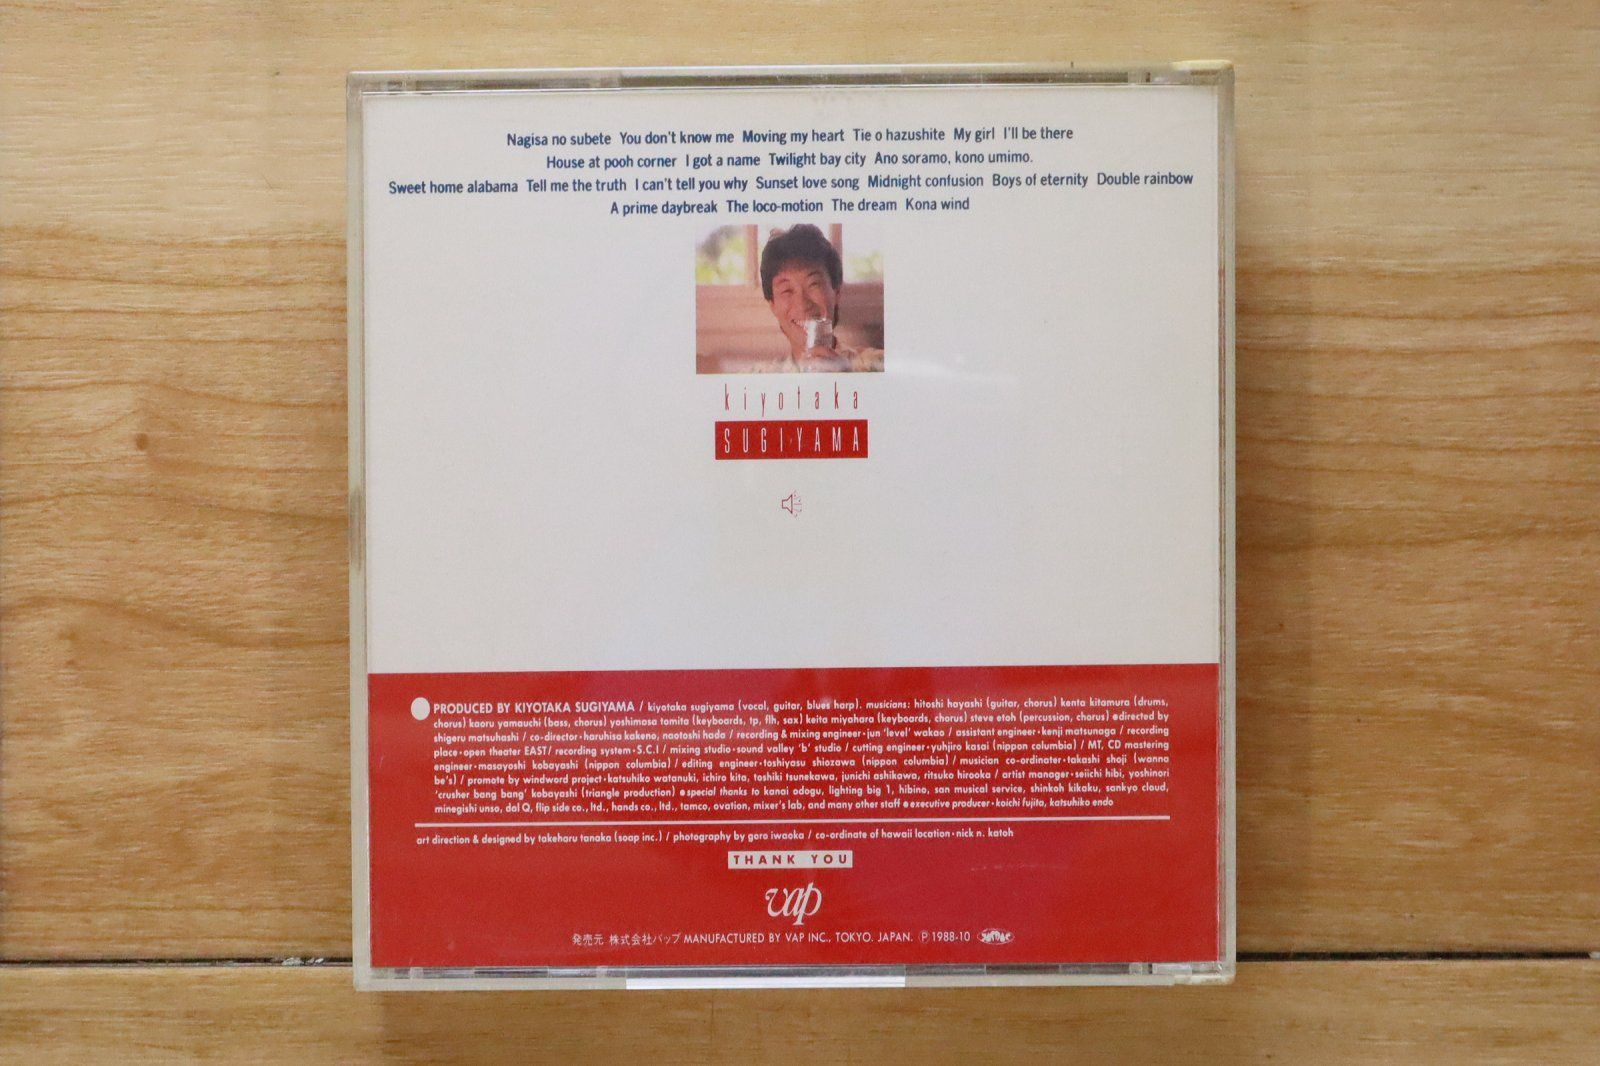 Nagisa no subete You don't know me Moving my heart Tie o hazushite My girl I'll be there
House at pooh corner I got a name Twilight bay city Ano soramo, kono umimo.
Sweet home alabama Tell me the truth I can't tell you why Sunset love song Midnight confusion Boys of eternity Double rainbow
A prime daybreak The loco-motion The dream Kona wind
kiyotaka
SUGIYAMA
PRODUCED BY KIYOTAKA SUGIYAMA / kiyotaka sugiyama (vocal, guitar, blues harp). musicians: hitoshi hayashi (guitar, chorus) kenta kitamura (drums,
chorus) kaoru yamauchi (bass, chorus) yoshimasa tomita (keyboards, tp, flh, sax) keita miyahara (keyboards, chorus) steve etoh (percussion, chorus) ●directed by
shigeru matsuhashi / co-director•haruhisa kakeno, naotoshi hada / recording & mixing engineer•jun 'level' wakao / assistant engineer•kenji matsunaga / recording
place•open theater EAST/ recording system•S.C.I / mixing studio•sound valley 'b' studio / cutting engineer•yuhjiro kasai (nippon columbia) / MT, CD mastering
engineer•masayoshi kobayashi (nippon columbia) / editing engineer•toshiyasu shiozawa (nippon columbia) / musician co-ordinater•takashi shoji (wanna
be's) / promote by windword project•katsuhiko watanuki, ichiro kita, toshiki tsunekawa, junichi ashikawa, ritsuko hirooka / artist manager•seiichi hibi, yoshinori
'crusher bang bang' kobayashi (triangle production) ●special thanks to kanai odogu, lighting big 1, hibino, san musical service, shinkoh kikaku, sankyo cloud,
minegishi unso, dal Q, flip side co., ltd., hands co., ltd., tamco, ovation, mixer's lab, and many other staff ●executive producer•koichi fujita, katsuhiko endo
art direction & designed by takeharu tanaka (soap inc.) / photography by goro iwaoka / co-ordinate of hawaii location•nick n. katoh
THANK YOU
vap
発売元 株式会社バップ MANUFACTURED BY VAP INC., TOKYO. JAPAN. Ⓟ1988-10